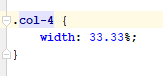 .col-4 {
    width: 33.33%;
}